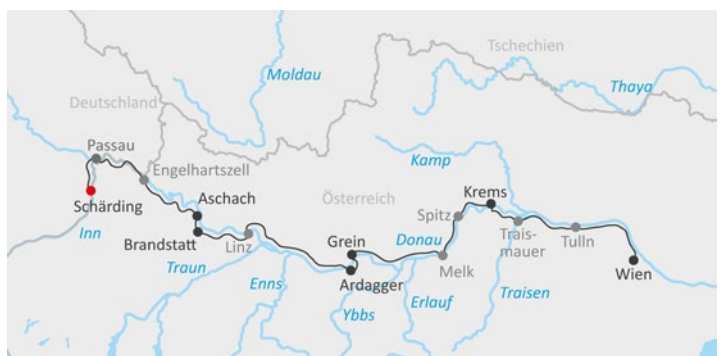 Tschechien
Moldau
Thaya
Deutschland
Passau
Kamp
Engelhartszell
Schärding
Aschach
Österreich
Krems
Inn
Brandstatt
Linz
Spitz
Grein
Donau
Trais-
mauer
Tulln
Traun
Enns
Ardagger
Melk
Wien
Ybbs
Erlauf
Traisen